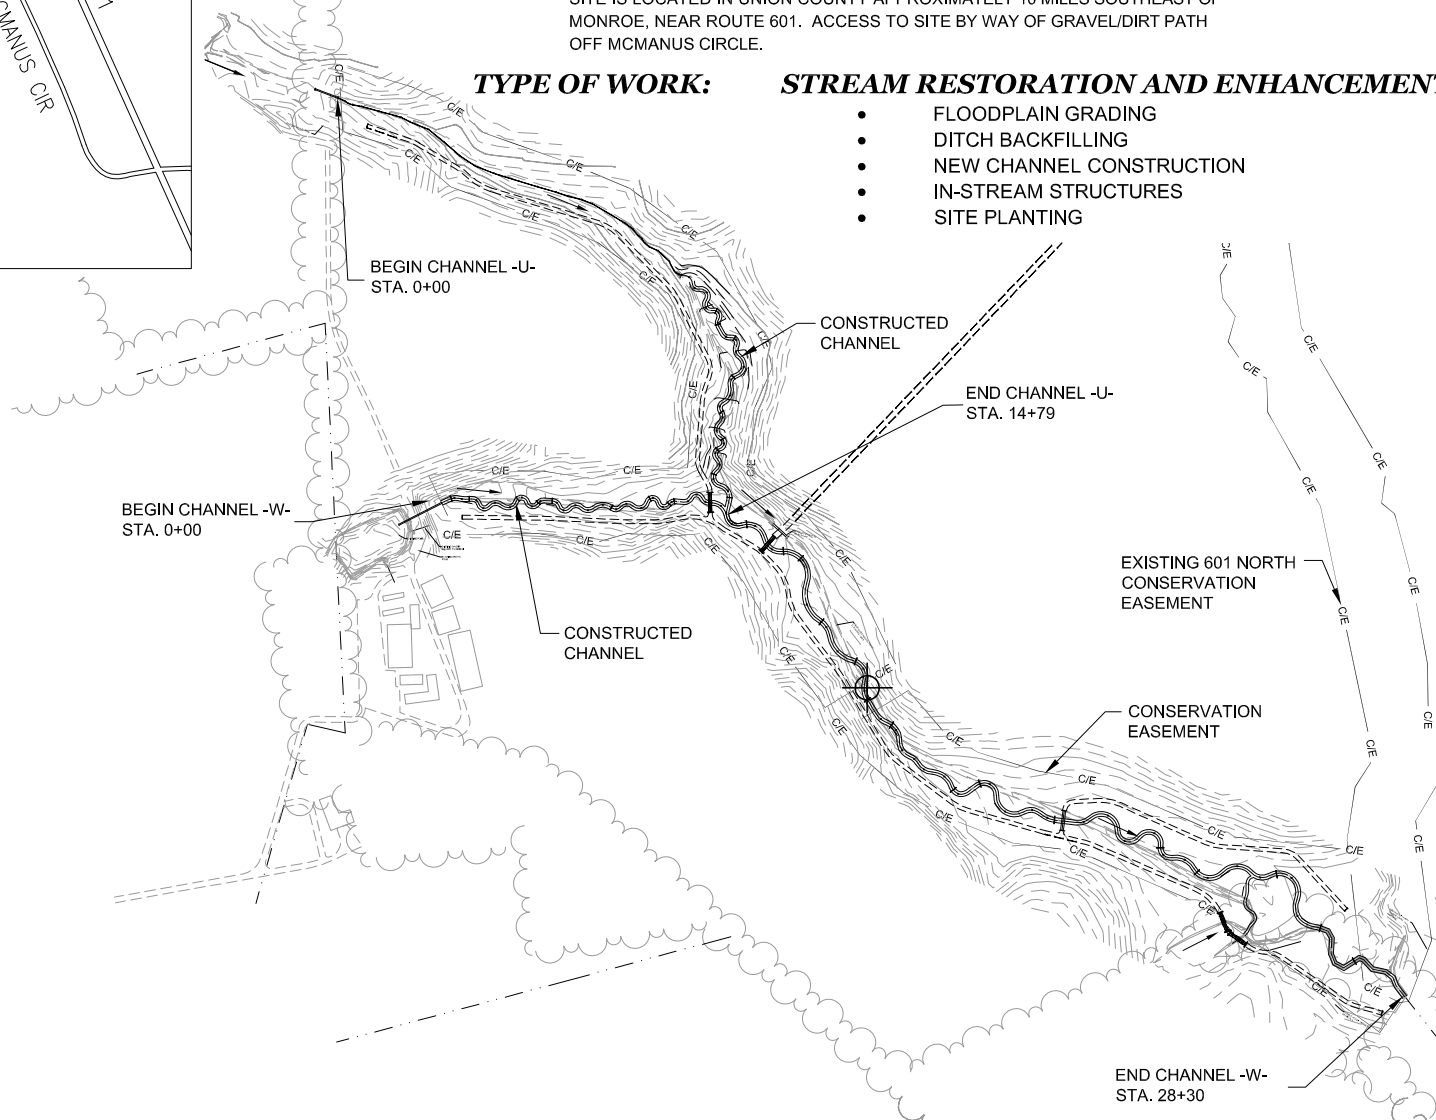 SITE IS LOCATED IN UNION COUNTY APPROXIMATELY 10 MILES SOUTHEAST OF
MONROE, NEAR ROUTE 601. ACCESS TO SITE BY WAY OF GRAVEL/DIRT PATH
OFF MCMANUS CIRCLE.
MCMANUS CIR
TYPE OF WORK: STREAM RESTORATION AND ENHANCEMENT
• FLOODPLAIN GRADING
• DITCH BACKFILLING
• NEW CHANNEL CONSTRUCTION
• IN-STREAM STRUCTURES
• SITE PLANTING
C/E
C/E
C/E
C/E
C/E
C/E
C/E
C/E
BEGIN CHANNEL -U-
STA. 0+00
CONSTRUCTED
CHANNEL
C/E
C/E
C/E
C/E
END CHANNEL -U-
STA. 14+79
C/E
C/E
C/E
C/E
C/E
C/E
BEGIN CHANNEL -W-
STA. 0+00
C/E
C/E
C/E
C/E
EXISTING 601 NORTH
CONSERVATION
EASEMENT
C/E
C/E
CONSTRUCTED
CHANNEL
C/E
C/E
C/E
CONSERVATION
EASEMENT
C/E
C/E
C/E
C/E
C/E
C/E
C/E
C/E
C/E
C/E
C/E
C/E
C/E
END CHANNEL -W-
STA. 28+30